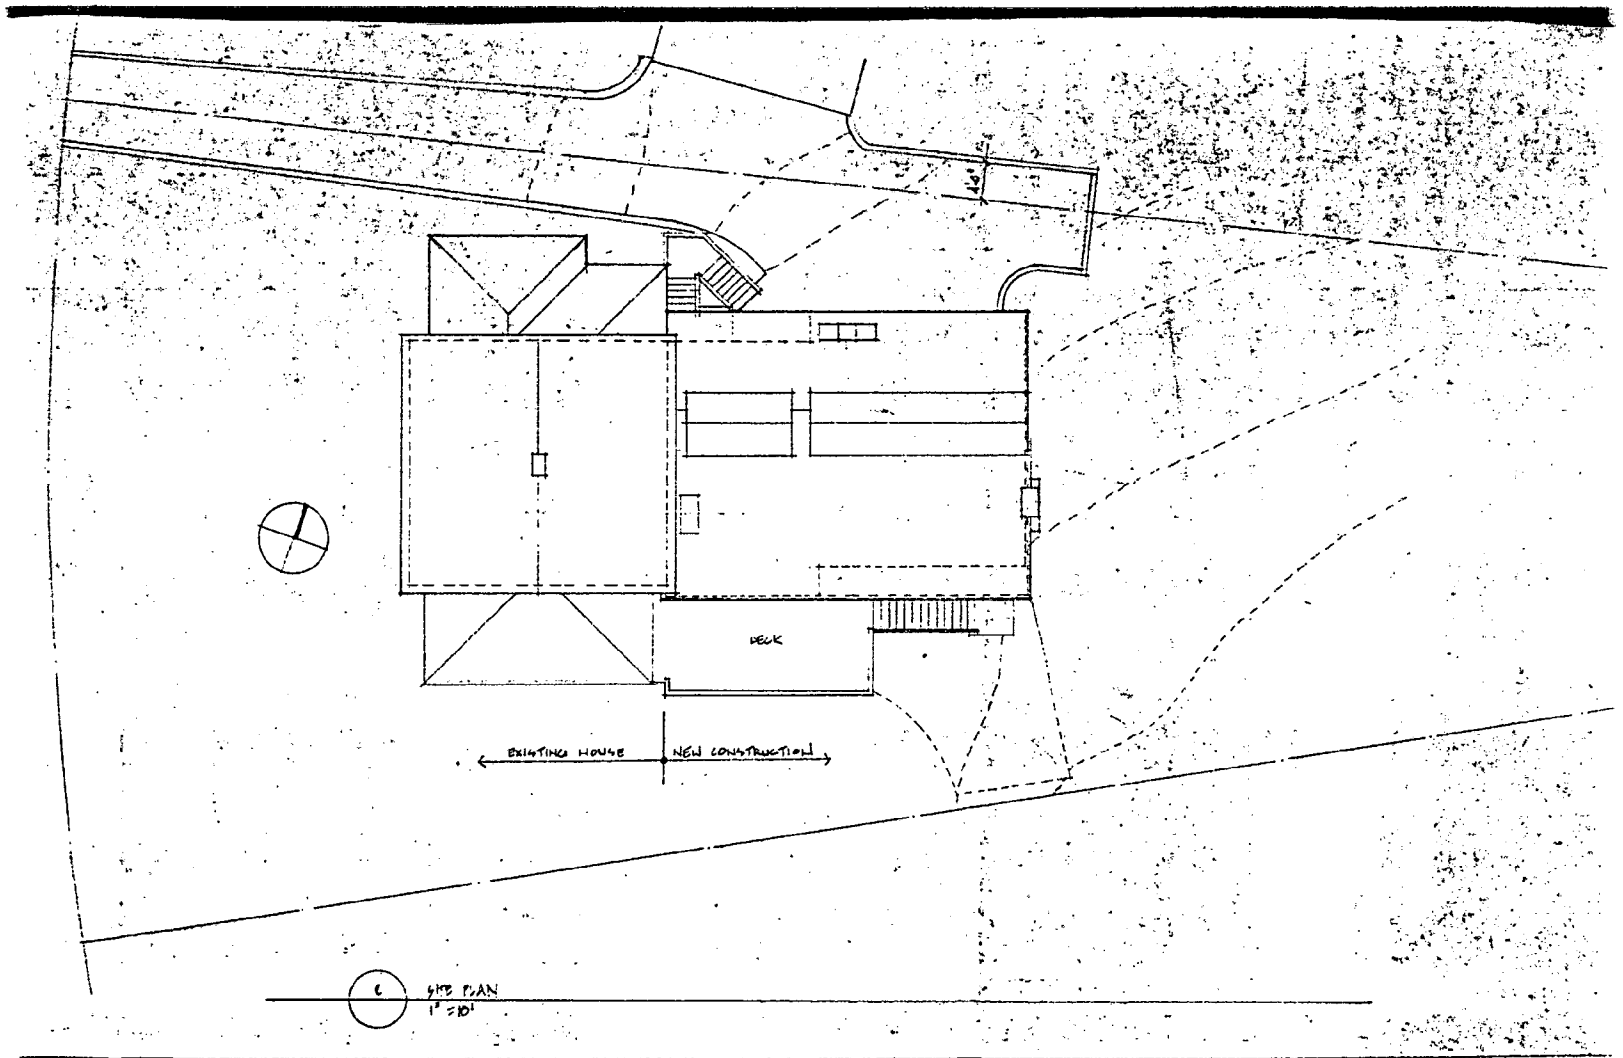 DECK
EXISTING HOUSE
NEW CONSTRUCTION
SITE PLAN
1" = 10'